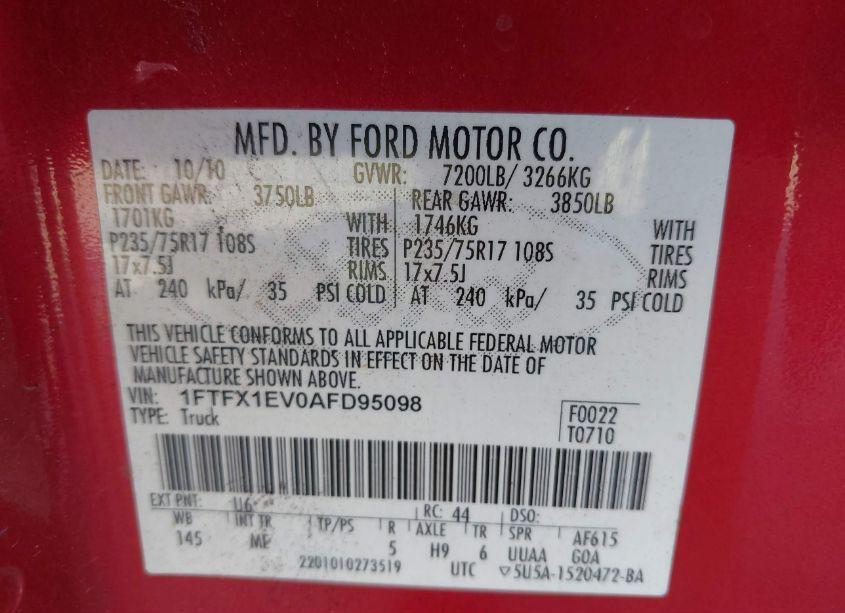 MFD. BY FORD MOTOR CO.
DATE: 10/10 GVWR: 7200LB/ 3266KG
FRONT GAWR: 3750LB REAR GAWR: 3850LB
1701KG WITH 1746KG WITH
P235/75R17 108S TIRES P235/75R17 108S TIRES
17x7.5J RIMS 17x7.5J RIMS
AT 240 kPa/ 35 PSI COLD AT 240 kPa/ 35 PSI COLD
THIS VEHICLE CONFORMS TO ALL APPLICABLE FEDERAL MOTOR
VEHICLE SAFETY STANDARDS IN EFFECT ON THE DATE OF
MANUFACTURE SHOWN ABOVE.
VIN: 1FTFX1EV0AFD95098
TYPE: Truck
F0022
T0710
EXT PNT: U6 RC: 44 DSO:
WB INT TR TP/PS R AXLE TR SPR AF615
145 ME 5 H9 6 UUAA GOA
2201010273519 UTC ▽5U5A-1520472-BA